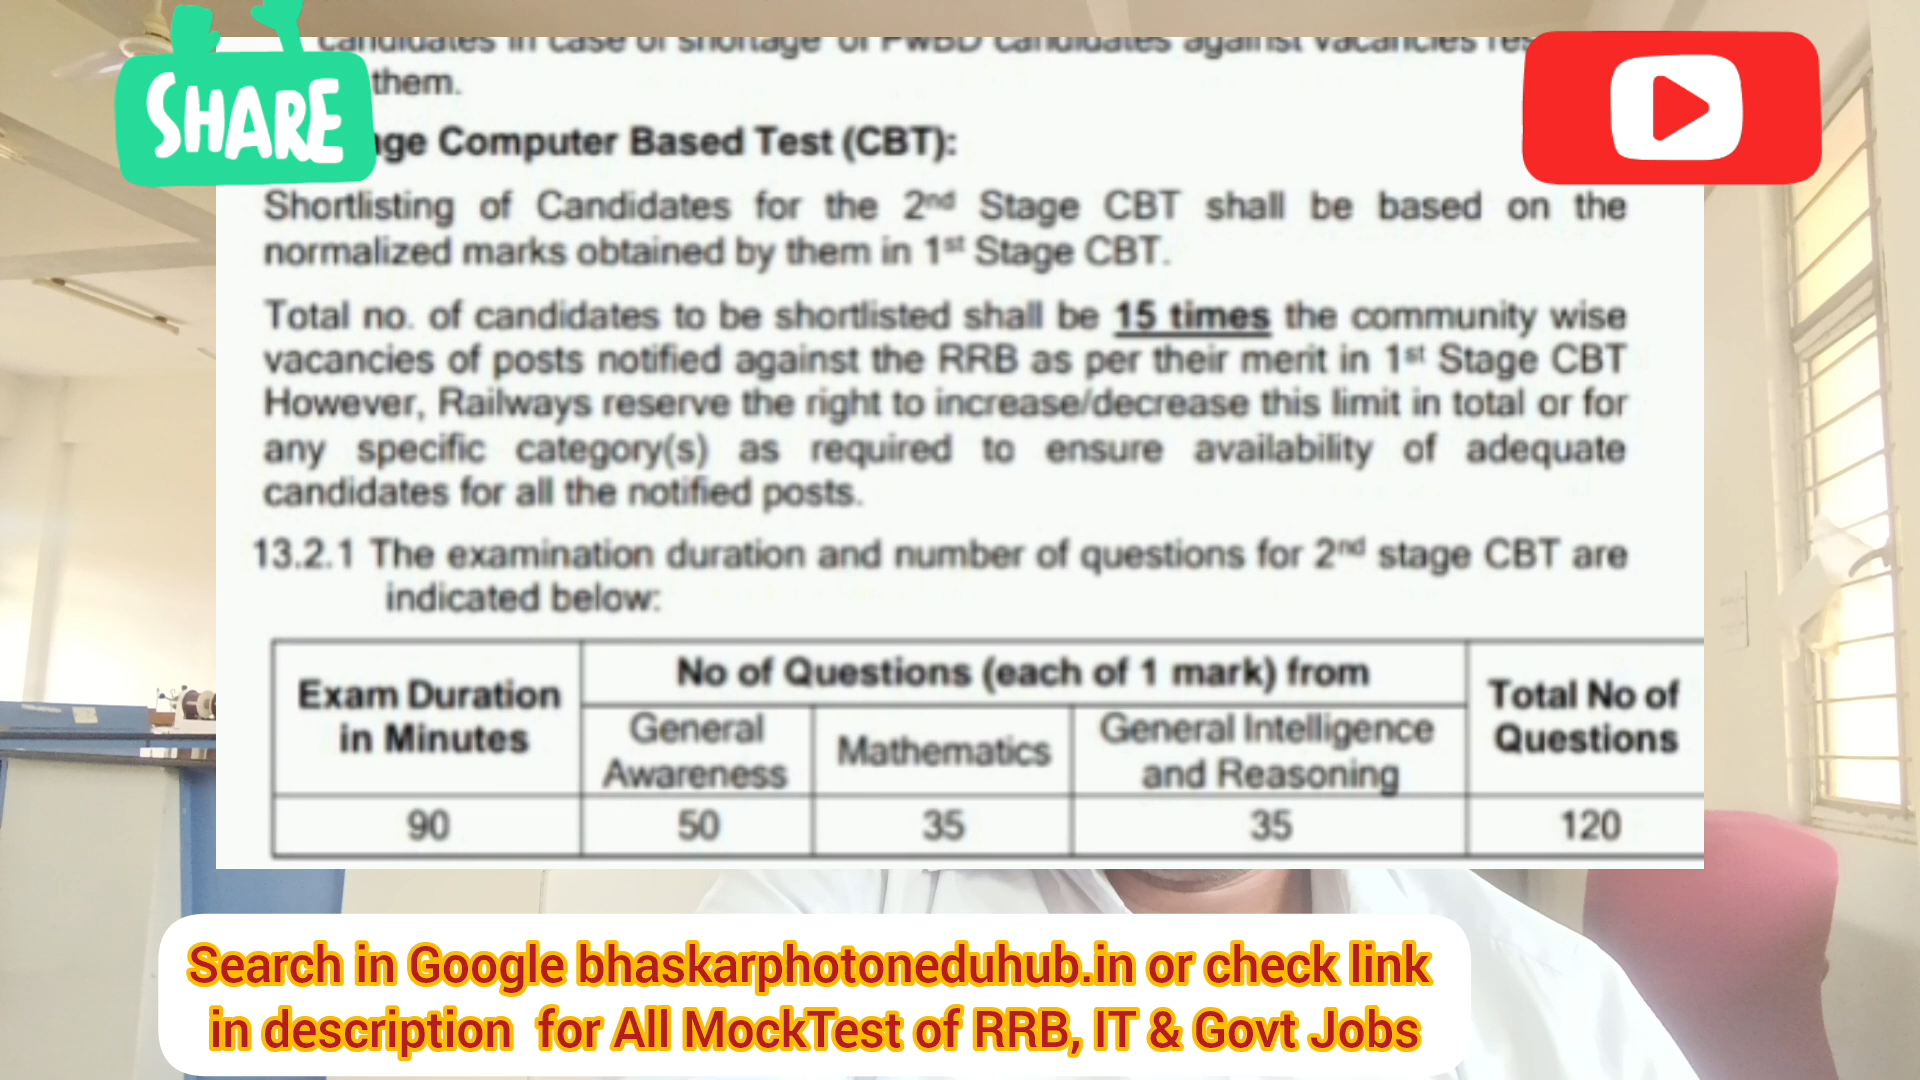 SHARE
them.
age Computer Based Test (CBT):
Shortlisting of Candidates for the 2nd Stage CBT shall be based on the
normalized marks obtained by them in 1st Stage CBT.
Total no. of candidates to be shortlisted shall be 15 times the community wise
vacancies of posts notified against the RRB as per their merit in 1st Stage CBT
However, Railways reserve the right to increase/decrease this limit in total or for
any specific category(s) as required to ensure availability of adequate
candidates for all the notified posts.
13.2.1 The examination duration and number of questions for 2nd stage CBT are
indicated below:
Exam Duration
in Minutes
No of Questions (each of 1 mark) from
Total No of
Questions
General
Awareness
Mathematics
General Intelligence
and Reasoning
90 50 35 35 120
Search in Google bhaskarphotoneduhub.in or check link
in description for All MockTest of RRB, IT & Govt Jobs